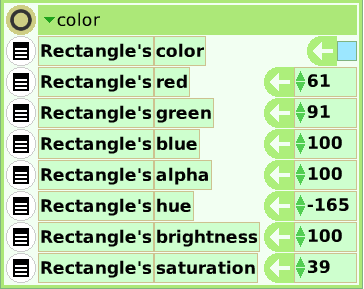 color
Rectangle's color
Rectangle's red 61
Rectangle's green 91
Rectangle's blue 100
Rectangle's alpha 100
Rectangle's hue -165
Rectangle's brightness 100
Rectangle's saturation 39